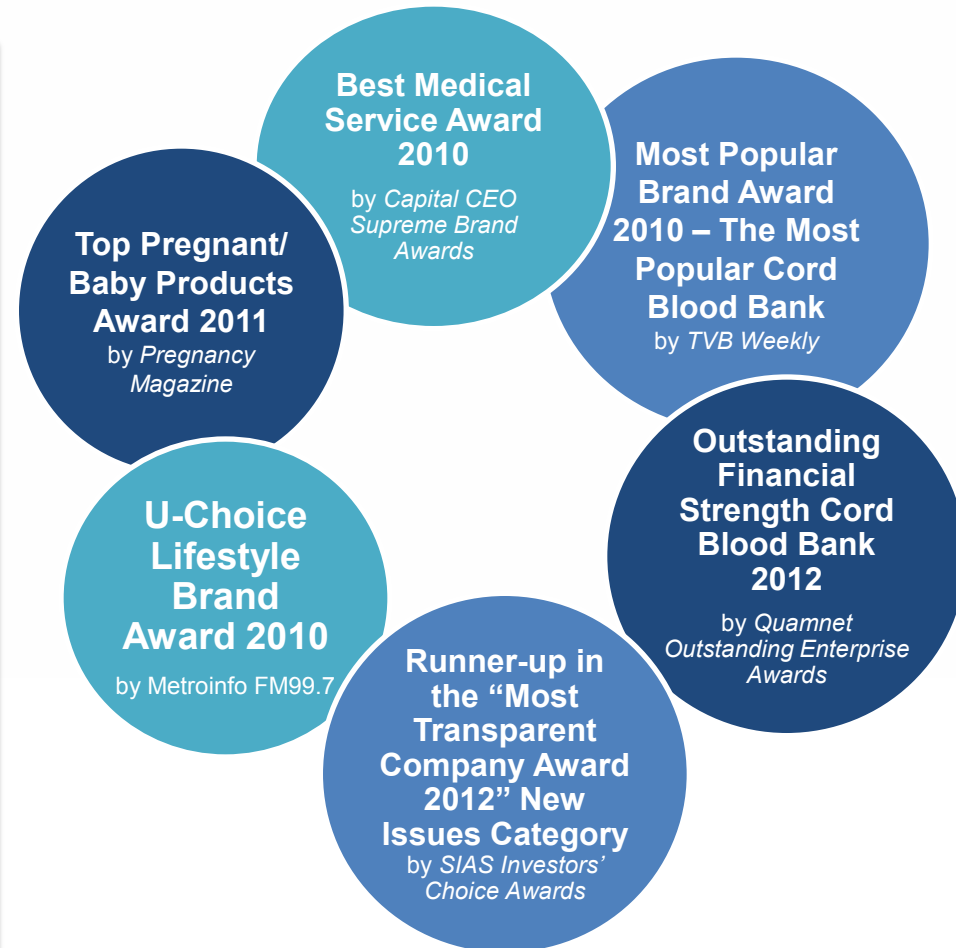 Best Medical
Service Award
2010
by Capital CEO
Supreme Brand
Awards
Most Popular
Brand Award
2010 – The Most
Popular Cord
Blood Bank
by TVB Weekly
Outstanding
Financial
Strength Cord
Blood Bank
2012
by Quamnet
Outstanding Enterprise
Awards
Runner-up in
the “Most
Transparent
Company Award
2012” New
Issues Category
by SIAS Investors’
Choice Awards
U-Choice
Lifestyle
Brand
Award 2010
by Metroinfo FM99.7
Top Pregnant/
Baby Products
Award 2011
by Pregnancy
Magazine